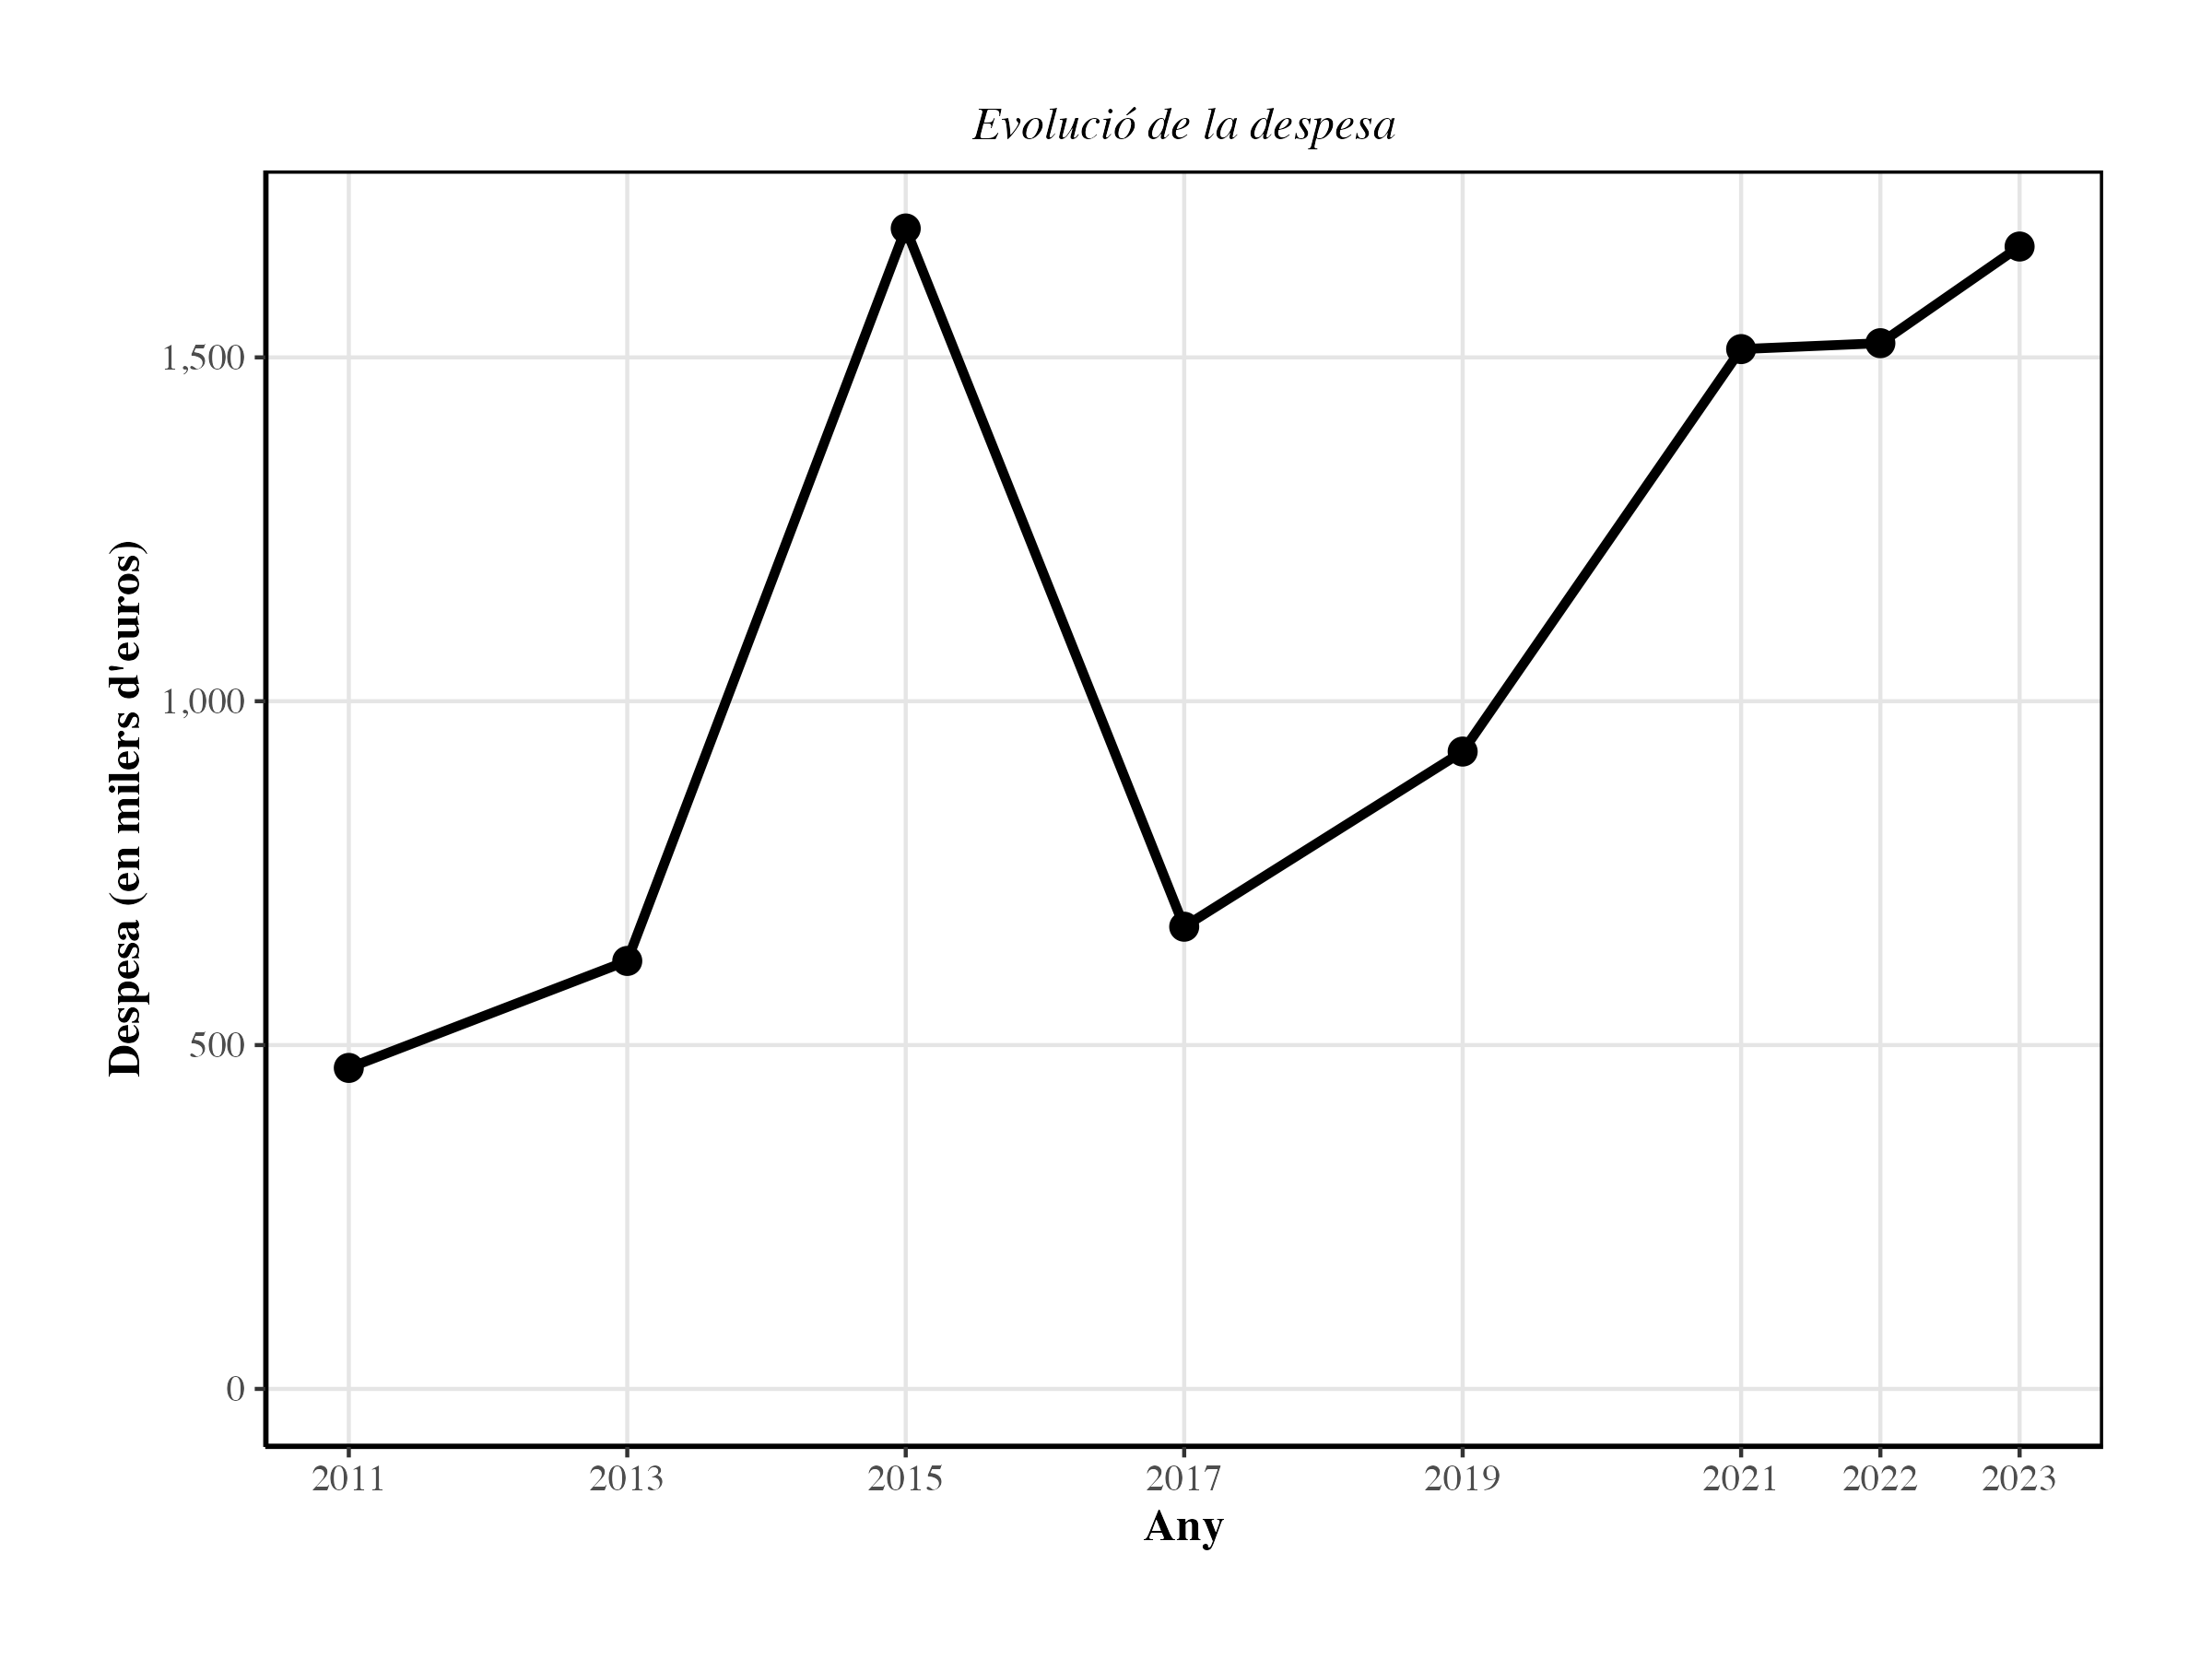 Evolució de la despesa
Despesa (en milers d'euros)
1,500
1,000
500
0
2011 2013 2015 2017 2019 2021 2022 2023
Any